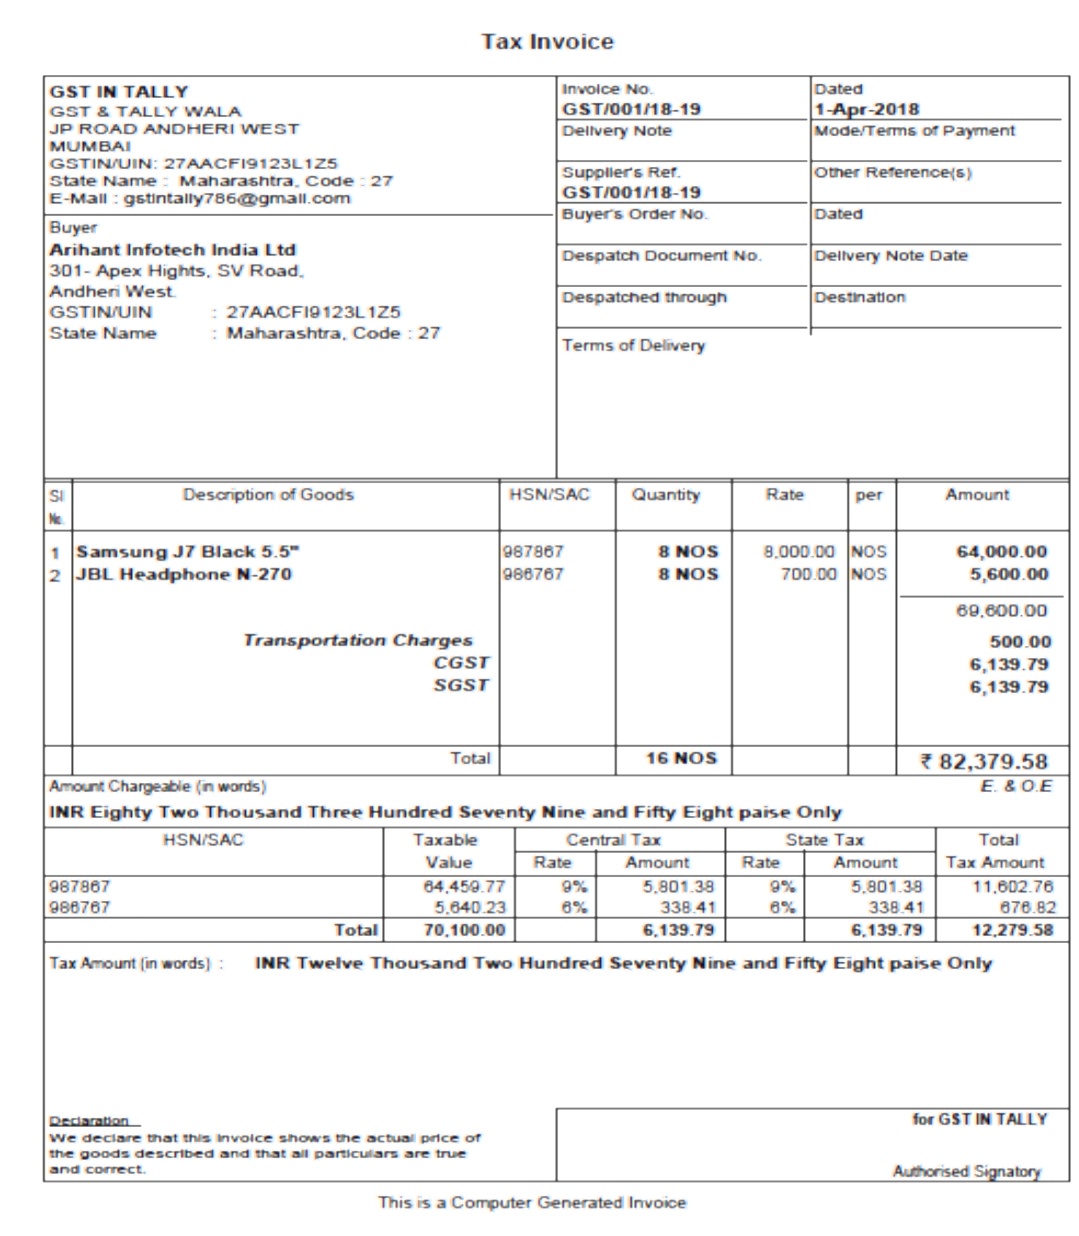 Tax Invoice
GST IN TALLY
GST & TALLY WALA
JP ROAD ANDHERI WEST
MUMBAI
GSTIN/UIN: 27AACFI9123L1Z5
State Name : Maharashtra, Code : 27
E-Mail : gstintally786@gmail.com
Buyer
Arihant Infotech India Ltd
301- Apex Hights, SV Road,
Andheri West.
GSTIN/UIN : 27AACFI9123L1Z5
State Name : Maharashtra, Code : 27
Invoice No. Dated
GST/001/18-19 1-Apr-2018
Delivery Note Mode/Terms of Payment
Supplier's Ref. Other Reference(s)
GST/001/18-19
Buyer's Order No. Dated
Despatch Document No. Delivery Note Date
Despatched through Destination
Terms of Delivery
Sl Description of Goods HSN/SAC Quantity Rate per Amount
No.
1 Samsung J7 Black 5.5" 987867 8 NOS 8,000.00 NOS 64,000.00
2 JBL Headphone N-270 986767 8 NOS 700.00 NOS 5,600.00
69,600.00
Transportation Charges 500.00
CGST 6,139.79
SGST 6,139.79
Total 16 NOS ₹ 82,379.58
Amount Chargeable (in words) E. & O.E
INR Eighty Two Thousand Three Hundred Seventy Nine and Fifty Eight paise Only
HSN/SAC Taxable Central Tax State Tax Total
Value Rate Amount Rate Amount Tax Amount
987867 64,459.77 9% 5,801.38 9% 5,801.38 11,602.76
986767 5,640.23 6% 338.41 6% 338.41 676.82
Total 70,100.00 6,139.79 6,139.79 12,279.58
Tax Amount (in words) : INR Twelve Thousand Two Hundred Seventy Nine and Fifty Eight paise Only
Declaration
We declare that this invoice shows the actual price of
the goods described and that all particulars are true
and correct.
for GST IN TALLY
Authorised Signatory
This is a Computer Generated Invoice